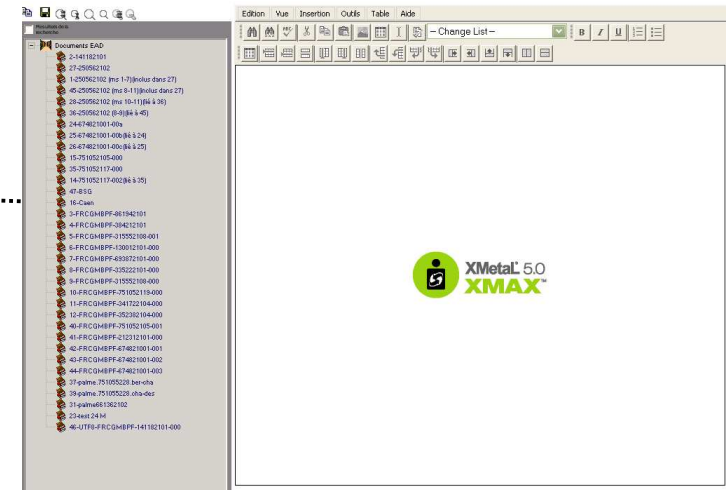 Edition Vue Insertion Outils Table Aide
Résultats de la
recherche
ABC
-- Change List --
B I U
Documents EAD
2-141182101
27-250562102
1-250562102 (ms 1-7)(inclus dans 27)
45-250562102 (ms 8-11)(inclus dans 27)
28-250562102 (ms 10-11)(lié à 36)
36-250562102 (8-9)(lié à 45)
24-674821001-00a
25-674821001-00b(lié à 24)
26-674821001-00c(lié à 25)
15-751052105-000
35-751052117-000
14-751052117-002(lié à 35)
47-BSG
16-Caen
3-FRCGMBPF-861942101
4-FRCGMBPF-384212101
5-FRCGMBPF-315552108-001
6-FRCGMBPF-130012101-000
7-FRCGMBPF-693872101-000
8-FRCGMBPF-335222101-000
9-FRCGMBPF-315552108-000
10-FRCGMBPF-751052119-000
11-FRCGMBPF-341722104-000
12-FRCGMBPF-352382104-000
40-FRCGMBPF-751052105-001
41-FRCGMBPF-212312101-000
42-FRCGMBPF-674821001-001
43-FRCGMBPF-674821001-002
44-FRCGMBPF-674821001-003
37-palme.751055228.ber-cha
39-palme.751055228.cha-des
31-palme661362102
23-test 24 M
46-UTF8-FRCGMBPF-141182101-000
XMetaL 5.0
XMAX™